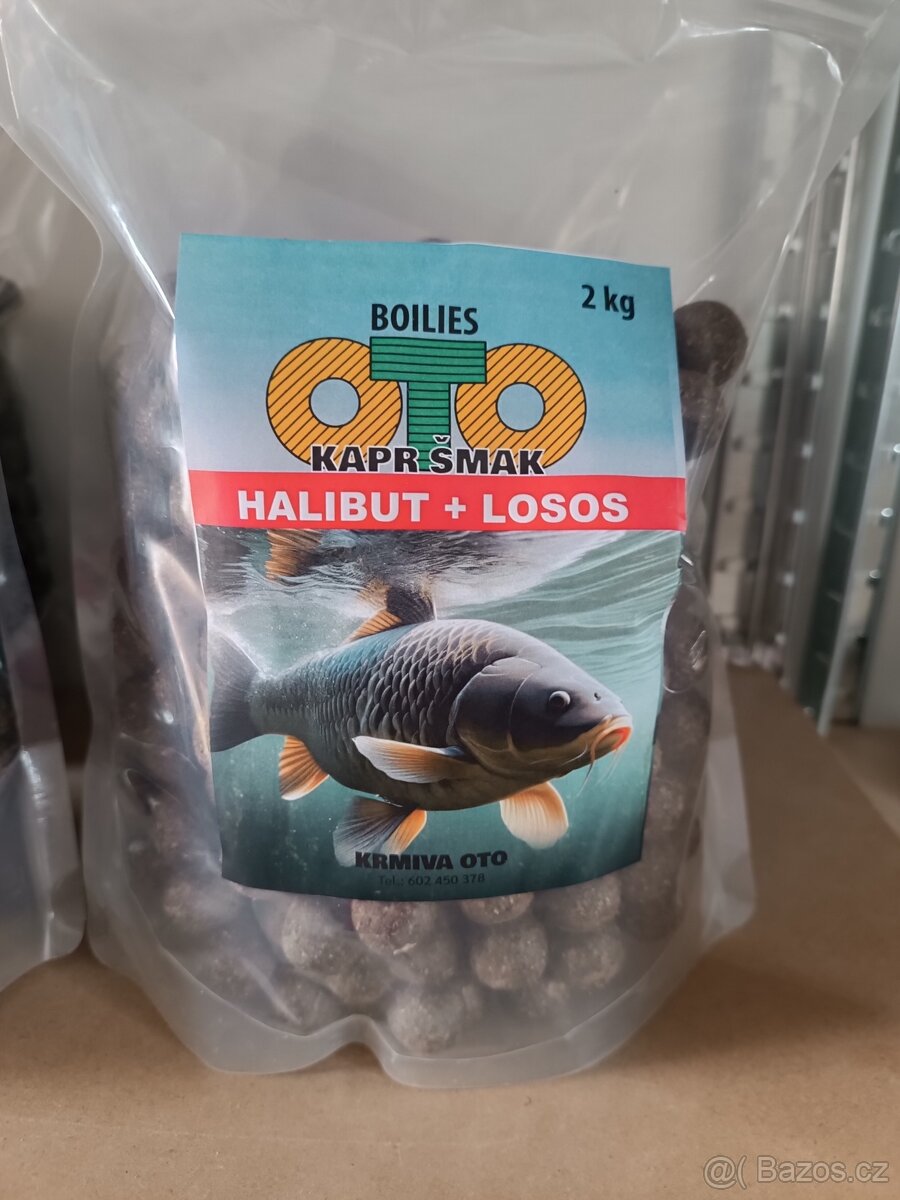 2 kg
BOILIES
OTO
KAPR ŠMAK
HALIBUT + LOSOS
KRMIVA OTO
Tel.: 602 450 378
@( Bazos.cz